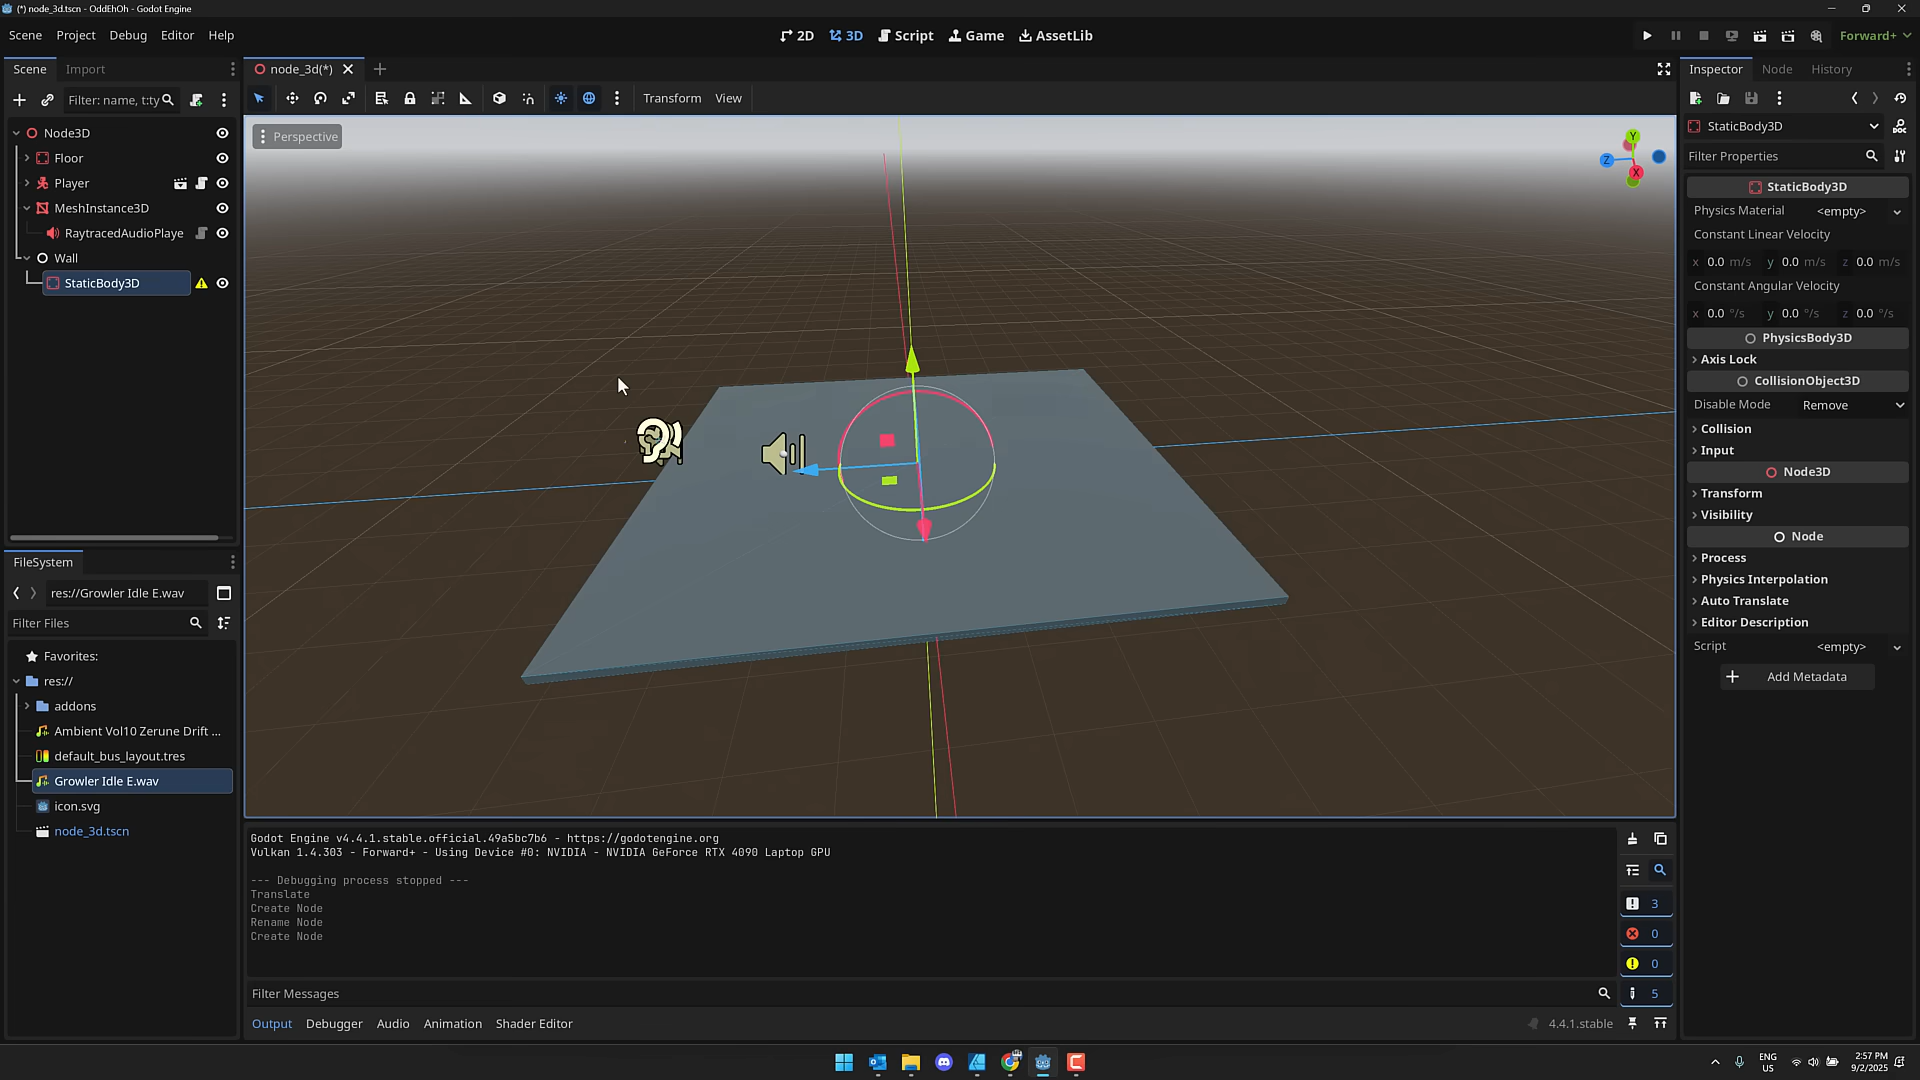 (*) node_3d.tscn - OddEhOh - Godot Engine
Scene Project Debug Editor Help
2D 3D Script Game AssetLib
Forward+
Scene Import
Filter: name, t:ty
Node3D
Floor
Player
MeshInstance3D
RaytracedAudioPlaye
Wall
StaticBody3D
node_3d(*)
Transform View
Perspective
Y
Z
X
FileSystem
res://Growler Idle E.wav
Filter Files
Favorites:
res://
addons
Ambient Vol10 Zerune Drift ...
default_bus_layout.tres
Growler Idle E.wav
icon.svg
node_3d.tscn
Godot Engine v4.4.1.stable.official.49a5bc7b6 - https://godotengine.org
Vulkan 1.4.303 - Forward+ - Using Device #0: NVIDIA - NVIDIA GeForce RTX 4090 Laptop GPU
--- Debugging process stopped ---
Translate
Create Node
Rename Node
Create Node
3
0
0
5
Filter Messages
Output Debugger Audio Animation Shader Editor
4.4.1.stable
Inspector Node History
StaticBody3D
Filter Properties
StaticBody3D
Physics Material <empty>
Constant Linear Velocity
x 0.0 m/s y 0.0 m/s z 0.0 m/s
Constant Angular Velocity
x 0.0 °/s y 0.0 °/s z 0.0 °/s
PhysicsBody3D
Axis Lock
CollisionObject3D
Disable Mode Remove
Collision
Input
Node3D
Transform
Visibility
Node
Process
Physics Interpolation
Auto Translate
Editor Description
Script <empty>
Add Metadata
ENG
US
2:57 PM
9/2/2025